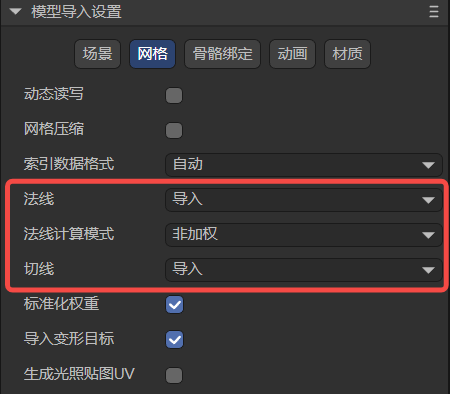 模型导入设置
场景 网格 骨骼绑定 动画 材质
动态读写
网格压缩
索引数据格式 自动
法线 导入
法线计算模式 非加权
切线 导入
标准化权重
导入变形目标
生成光照贴图UV